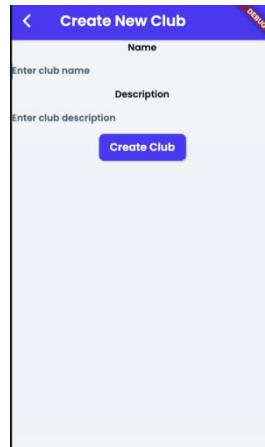 Create New Club
DEBUG
Name
Enter club name
Description
Enter club description
Create Club